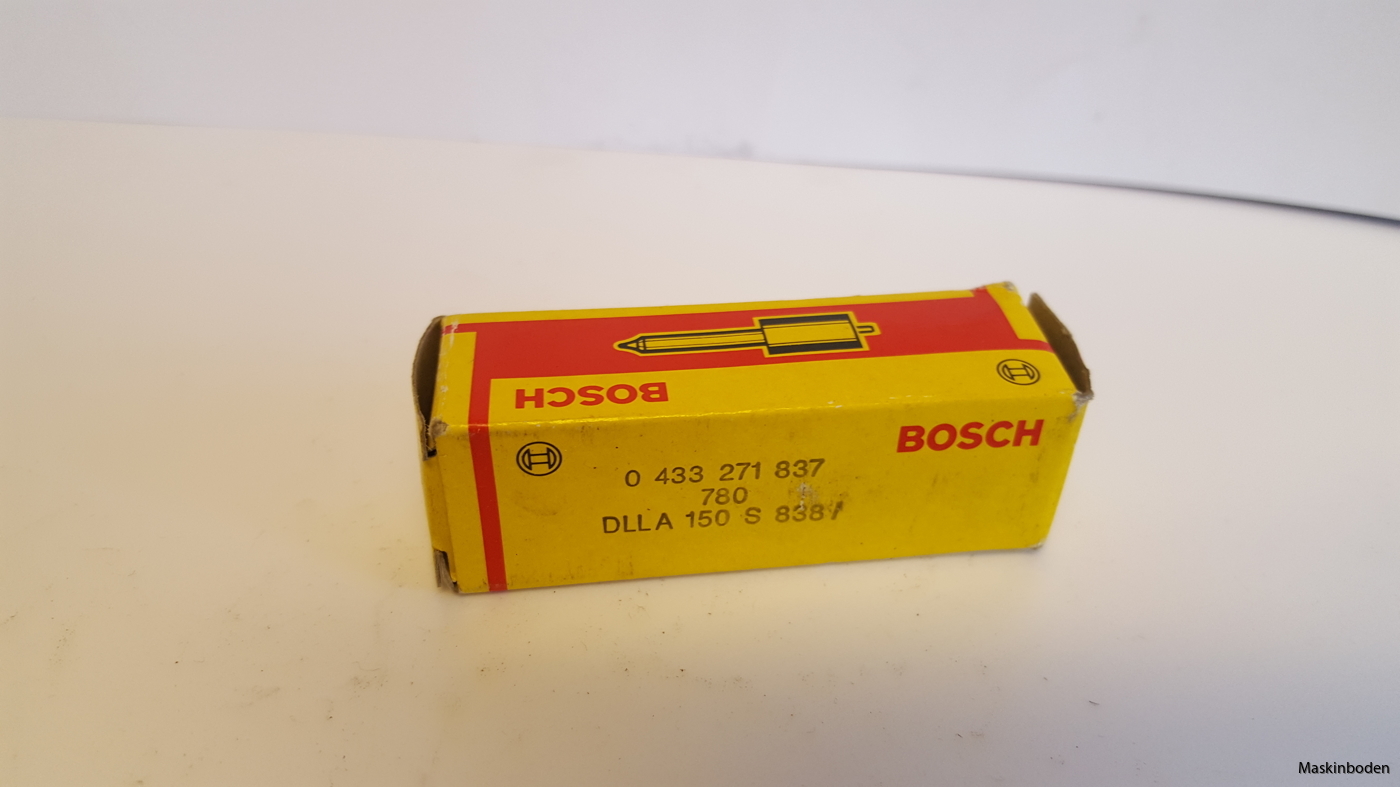 BOSCH
BOSCH
0 433 271 837
780
DLLA 150 S 838
Maskinboden